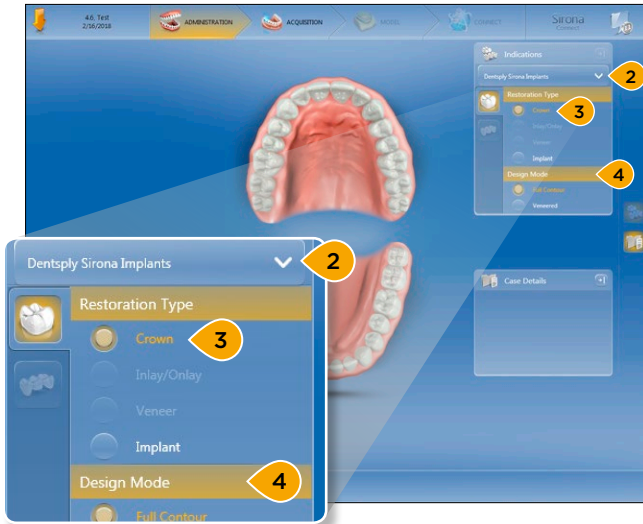 4.6. Test
2/16/2018
ADMINISTRATION
ACQUISITION
MODEL
CONNECT
Sirona
Connect
Indications
Dentsply Sirona Implants
2
Restoration Type
Crown
3
Inlay/Onlay
Veneer
Implant
Design Mode
4
Full Contour
Veneered
Case Details
Dentsply Sirona Implants
2
Restoration Type
Crown
3
Inlay/Onlay
Veneer
Implant
Design Mode
4
Full Contour